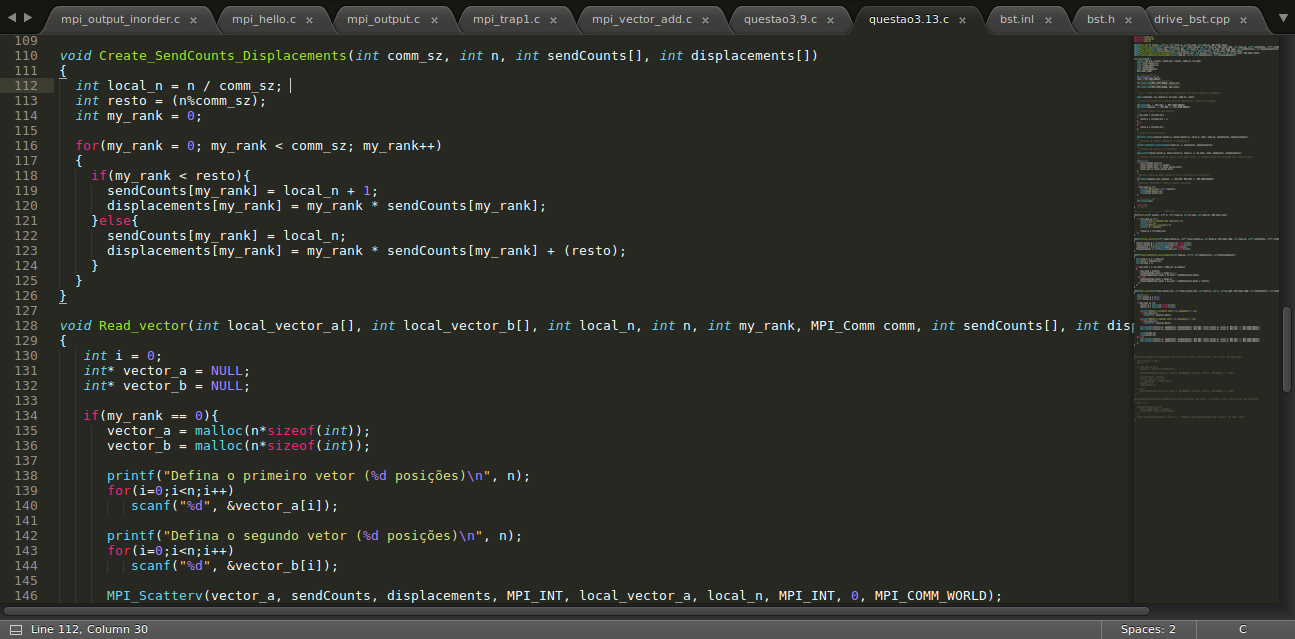 mpi_output_inorder.c × mpi_hello.c × mpi_output.c × mpi_trap1.c × mpi_vector_add.c × questao3.9.c × questao3.13.c × bst.inl × bst.h × drive_bst.cpp ×
109
110 void Create_SendCounts_Displacements(int comm_sz, int n, int sendCounts[], int displacements[])
111 {
112 int local_n = n / comm_sz;
113 int resto = (n%comm_sz);
114 int my_rank = 0;
115
116 for(my_rank = 0; my_rank < comm_sz; my_rank++)
117 {
118 if(my_rank < resto){
119 sendCounts[my_rank] = local_n + 1;
120 displacements[my_rank] = my_rank * sendCounts[my_rank];
121 }else{
122 sendCounts[my_rank] = local_n;
123 displacements[my_rank] = my_rank * sendCounts[my_rank] + (resto);
124 }
125 }
126 }
127
128 void Read_vector(int local_vector_a[], int local_vector_b[], int local_n, int n, int my_rank, MPI_Comm comm, int sendCounts[], int disp
129 {
130 int i = 0;
131 int* vector_a = NULL;
132 int* vector_b = NULL;
133
134 if(my_rank == 0){
135 vector_a = malloc(n*sizeof(int));
136 vector_b = malloc(n*sizeof(int));
137
138 printf("Defina o primeiro vetor (%d posições)\n", n);
139 for(i=0;i<n;i++)
140 scanf("%d", &vector_a[i]);
141
142 printf("Defina o segundo vetor (%d posições)\n", n);
143 for(i=0;i<n;i++)
144 scanf("%d", &vector_b[i]);
145
146 MPI_Scatterv(vector_a, sendCounts, displacements, MPI_INT, local_vector_a, local_n, MPI_INT, 0, MPI_COMM_WORLD);
Line 112, Column 30 Spaces: 2 C